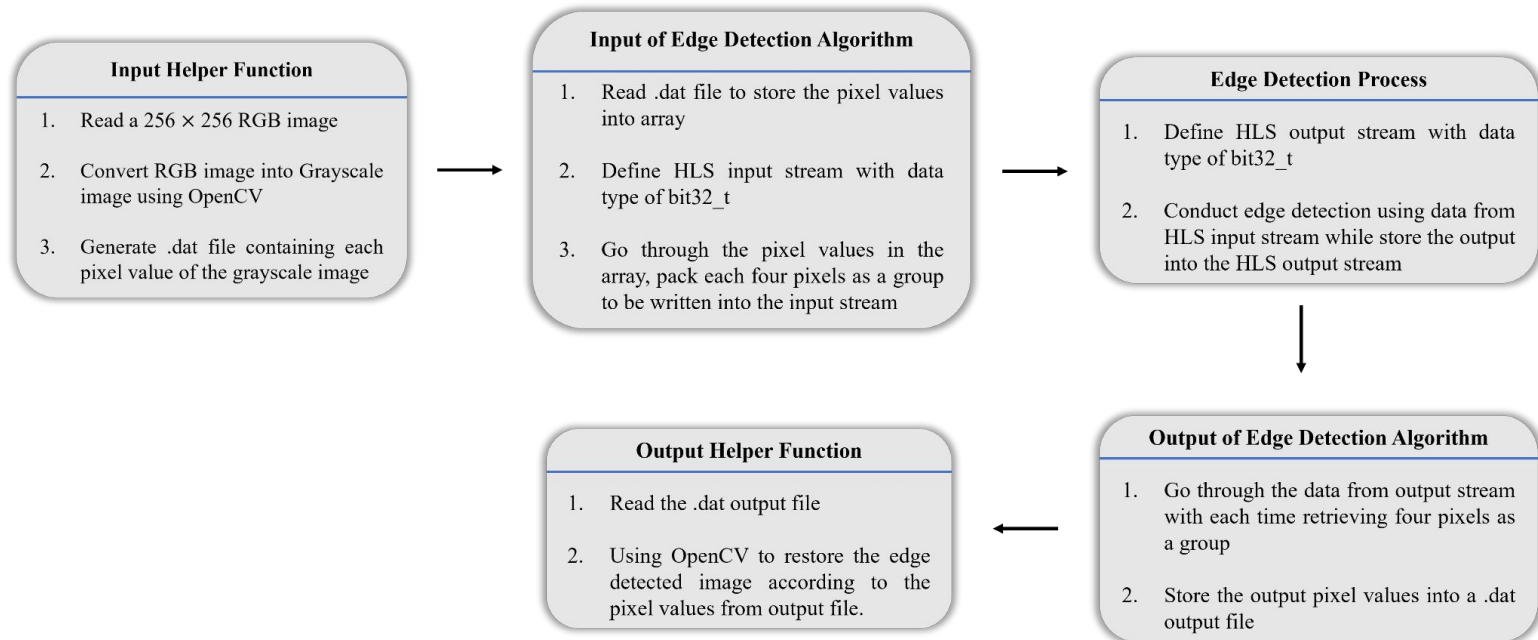 Input Helper Function
1. Read a 256 × 256 RGB image
2. Convert RGB image into Grayscale
image using OpenCV
3. Generate .dat file containing each
pixel value of the grayscale image
Input of Edge Detection Algorithm
1. Read .dat file to store the pixel values
into array
2. Define HLS input stream with data
type of bit32_t
3. Go through the pixel values in the
array, pack each four pixels as a group
to be written into the input stream
Edge Detection Process
1. Define HLS output stream with data
type of bit32_t
2. Conduct edge detection using data from
HLS input stream while store the output
into the HLS output stream
Output of Edge Detection Algorithm
1. Go through the data from output stream
with each time retrieving four pixels as
a group
2. Store the output pixel values into a .dat
output file
Output Helper Function
1. Read the .dat output file
2. Using OpenCV to restore the edge
detected image according to the
pixel values from output file.